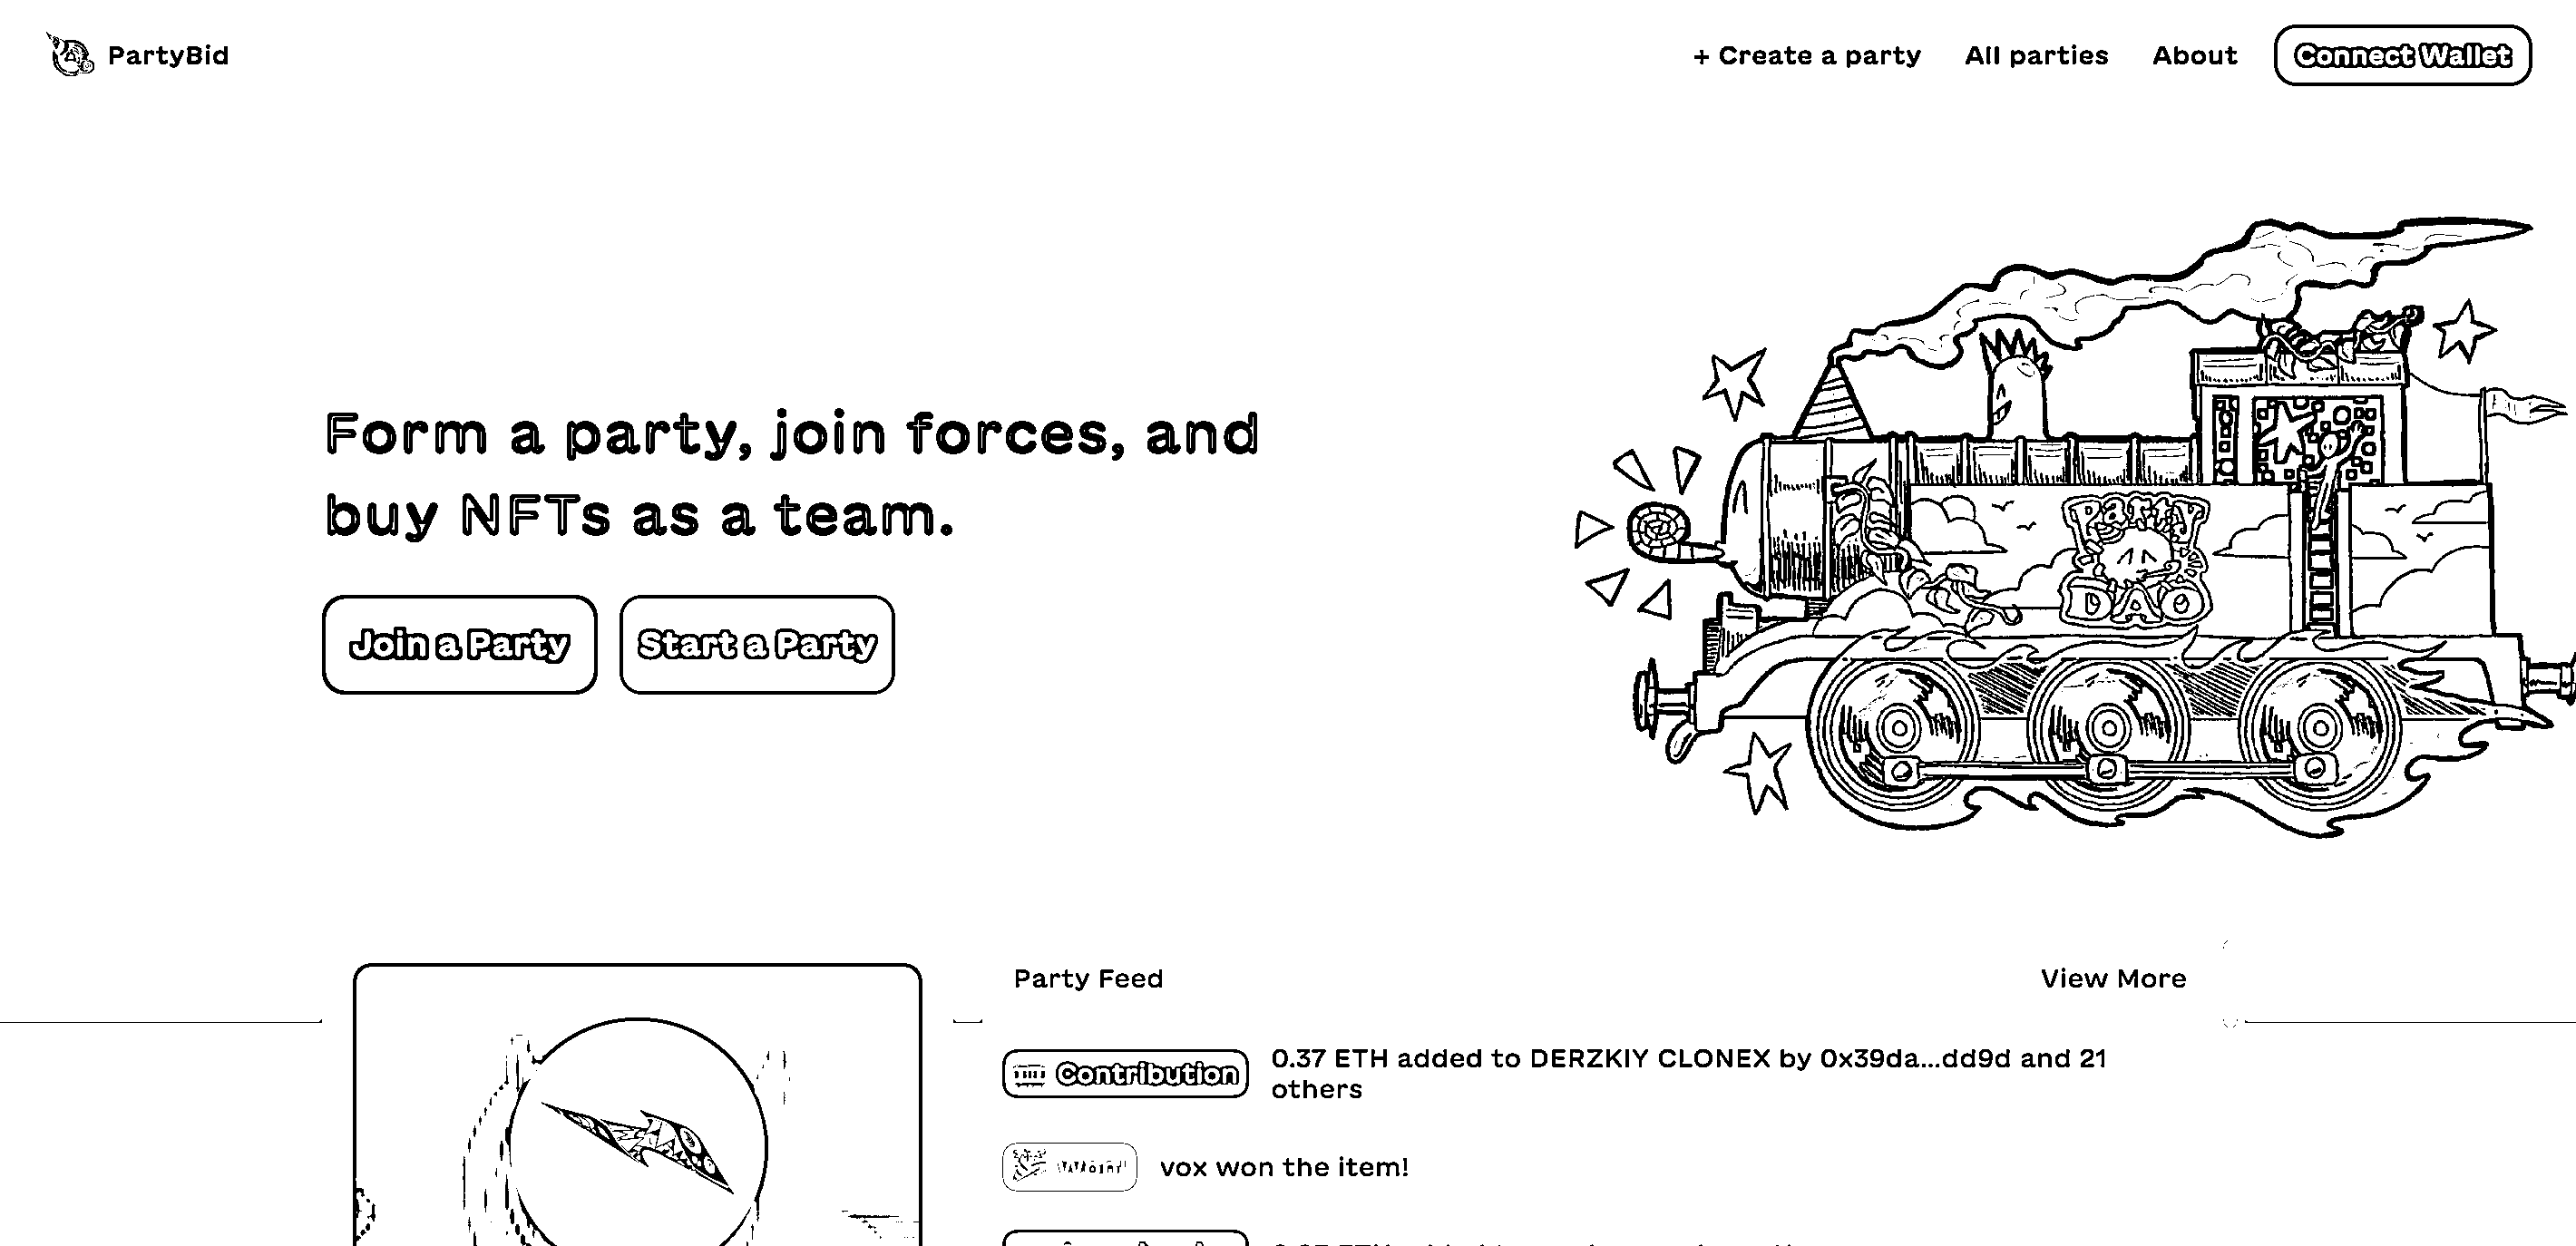 PartyBid
+ Create a party
All parties
About
Connect Wallet
Form a party, join forces, and
buy NFTs as a team.
Join a Party
Start a Party
Party
DAO
Party Feed
View More
Contribution
0.37 ETH added to DERZKIY CLONEX by 0x39da...dd9d and 21
others
vox won the item!